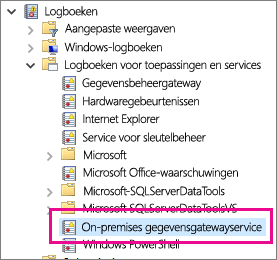 Logboeken
Aangepaste weergaven
Windows-logboeken
Logboeken voor toepassingen en services
Gegevensbeheergateway
Hardwaregebeurtenissen
Internet Explorer
Service voor sleutelbeheer
Microsoft
Microsoft Office-waarschuwingen
Microsoft-SQLServerDataTools
Microsoft-SQLServerDataToolsVS
On-premises gegevensgatewayservice
Windows PowerShell